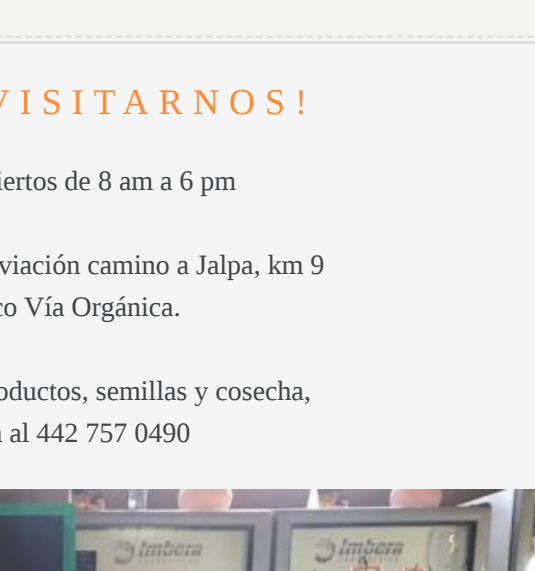 VISITARNOS!
iertos de 8 am a 6 pm
viación camino a Jalpa, km 9
co Vía Orgánica.
oductos, semillas y cosecha,
al 442 757 0490
imbera
imbera